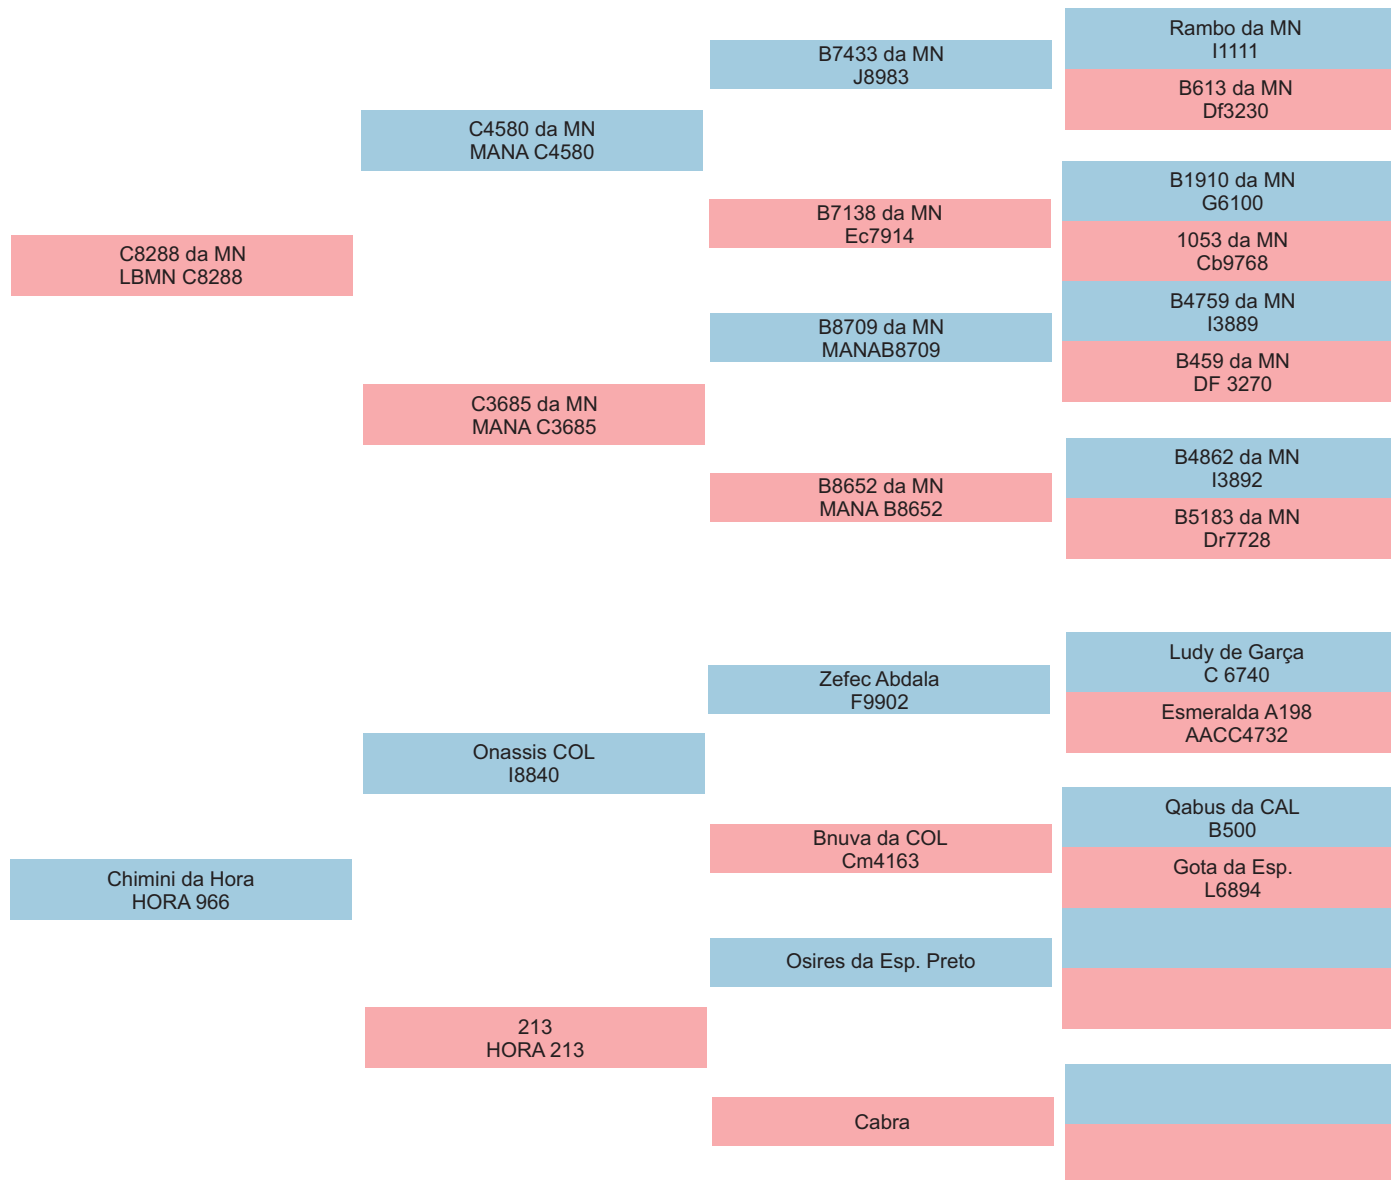 Rambo da MN
I1111
B7433 da MN
J8983
B613 da MN
Df3230
C4580 da MN
MANA C4580
B1910 da MN
G6100
B7138 da MN
Ec7914
1053 da MN
Cb9768
C8288 da MN
LBMN C8288
B4759 da MN
I3889
B8709 da MN
MANAB8709
B459 da MN
DF 3270
C3685 da MN
MANA C3685
B4862 da MN
I3892
B8652 da MN
MANA B8652
B5183 da MN
Dr7728
Ludy de Garça
C 6740
Zefec Abdala
F9902
Esmeralda A198
AACC4732
Onassis COL
I8840
Qabus da CAL
B500
Bnuva da COL
Cm4163
Gota da Esp.
L6894
Chimini da Hora
HORA 966
Osires da Esp. Preto
213
HORA 213
Cabra